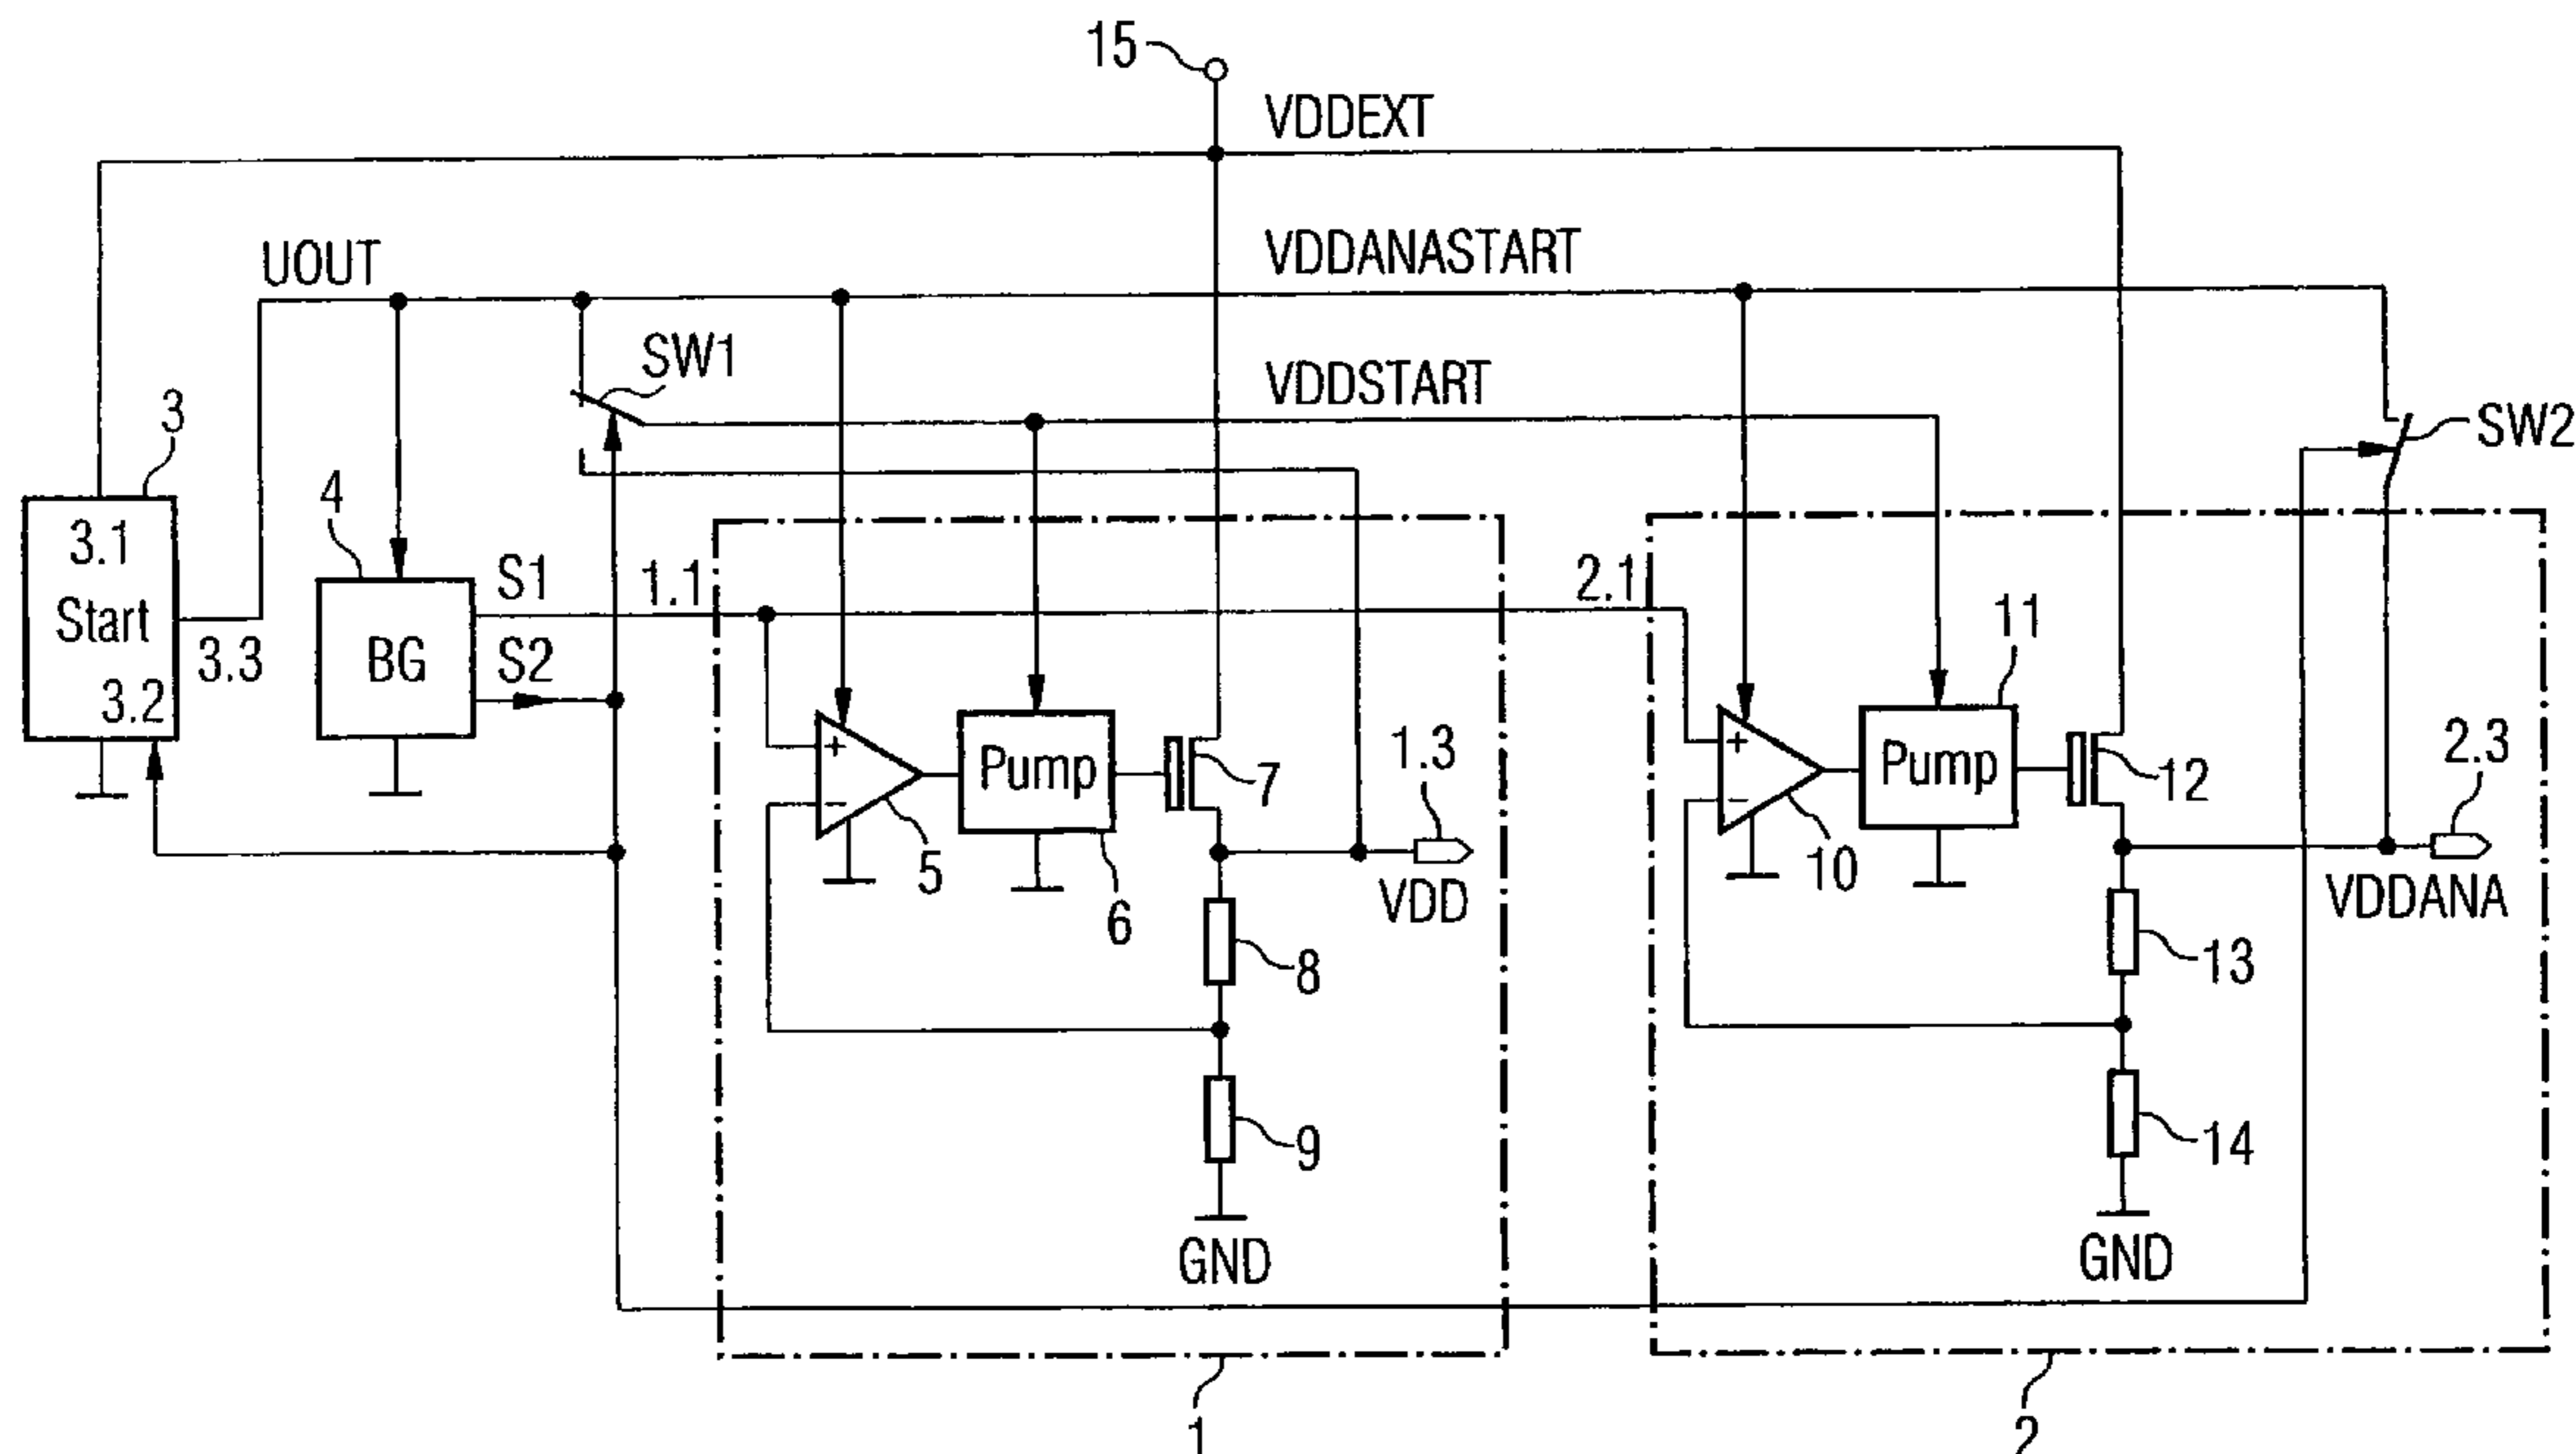 15
VDDEXT
UOUT
VDDANASTART
SW1
VDDSTART
SW2
3
4
3.1
Start
3.2
3.3
BG
S1
S2
1.1
2.1
11
+
−
5
Pump
6
7
1.3
VDD
+
−
10
Pump
12
2.3
VDDANA
8
13
9
14
GND
GND
1
2